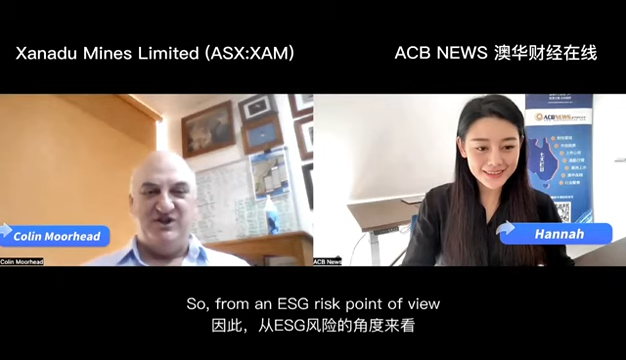 Xanadu Mines Limited (ASX:XAM)
ACB NEWS 澳华财经在线
ACBNEWS
Colin Moorhead
Hannah
Colin Moorhead
ACB News
So, from an ESG risk point of view
因此，从ESG风险的角度来看